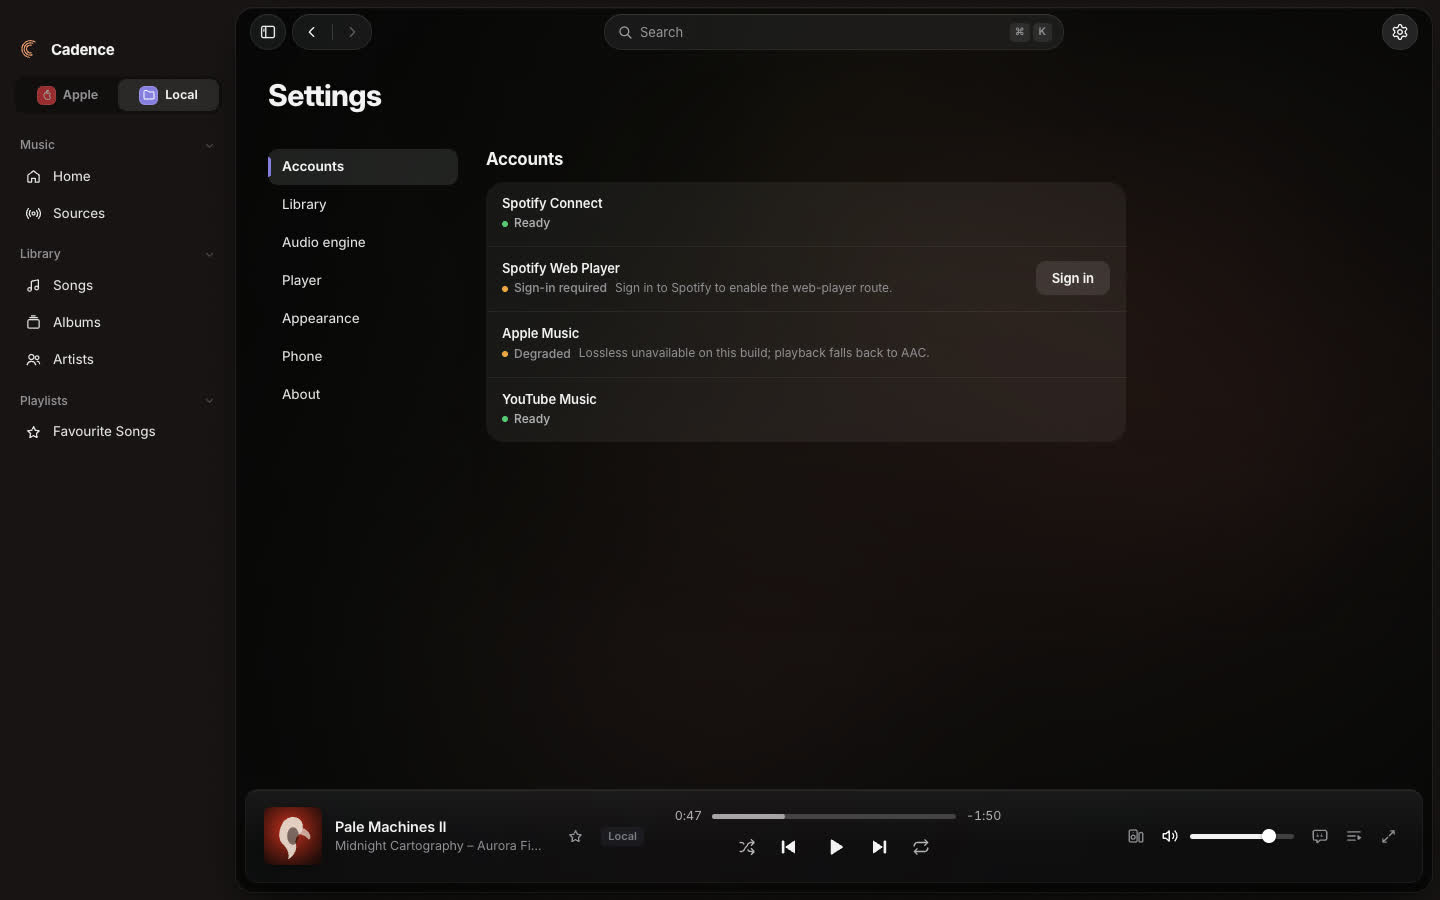 Cadence
Apple
Local
Music
Home
Sources
Library
Songs
Albums
Artists
Playlists
Favourite Songs
Search
⌘ K
Settings
Accounts
Library
Audio engine
Player
Appearance
Phone
About
Accounts
Spotify Connect
Ready
Spotify Web Player
Sign-in required Sign in to Spotify to enable the web-player route.
Sign in
Apple Music
Degraded Lossless unavailable on this build; playback falls back to AAC.
YouTube Music
Ready
Pale Machines II
Midnight Cartography – Aurora Fi...
Local
0:47
-1:50